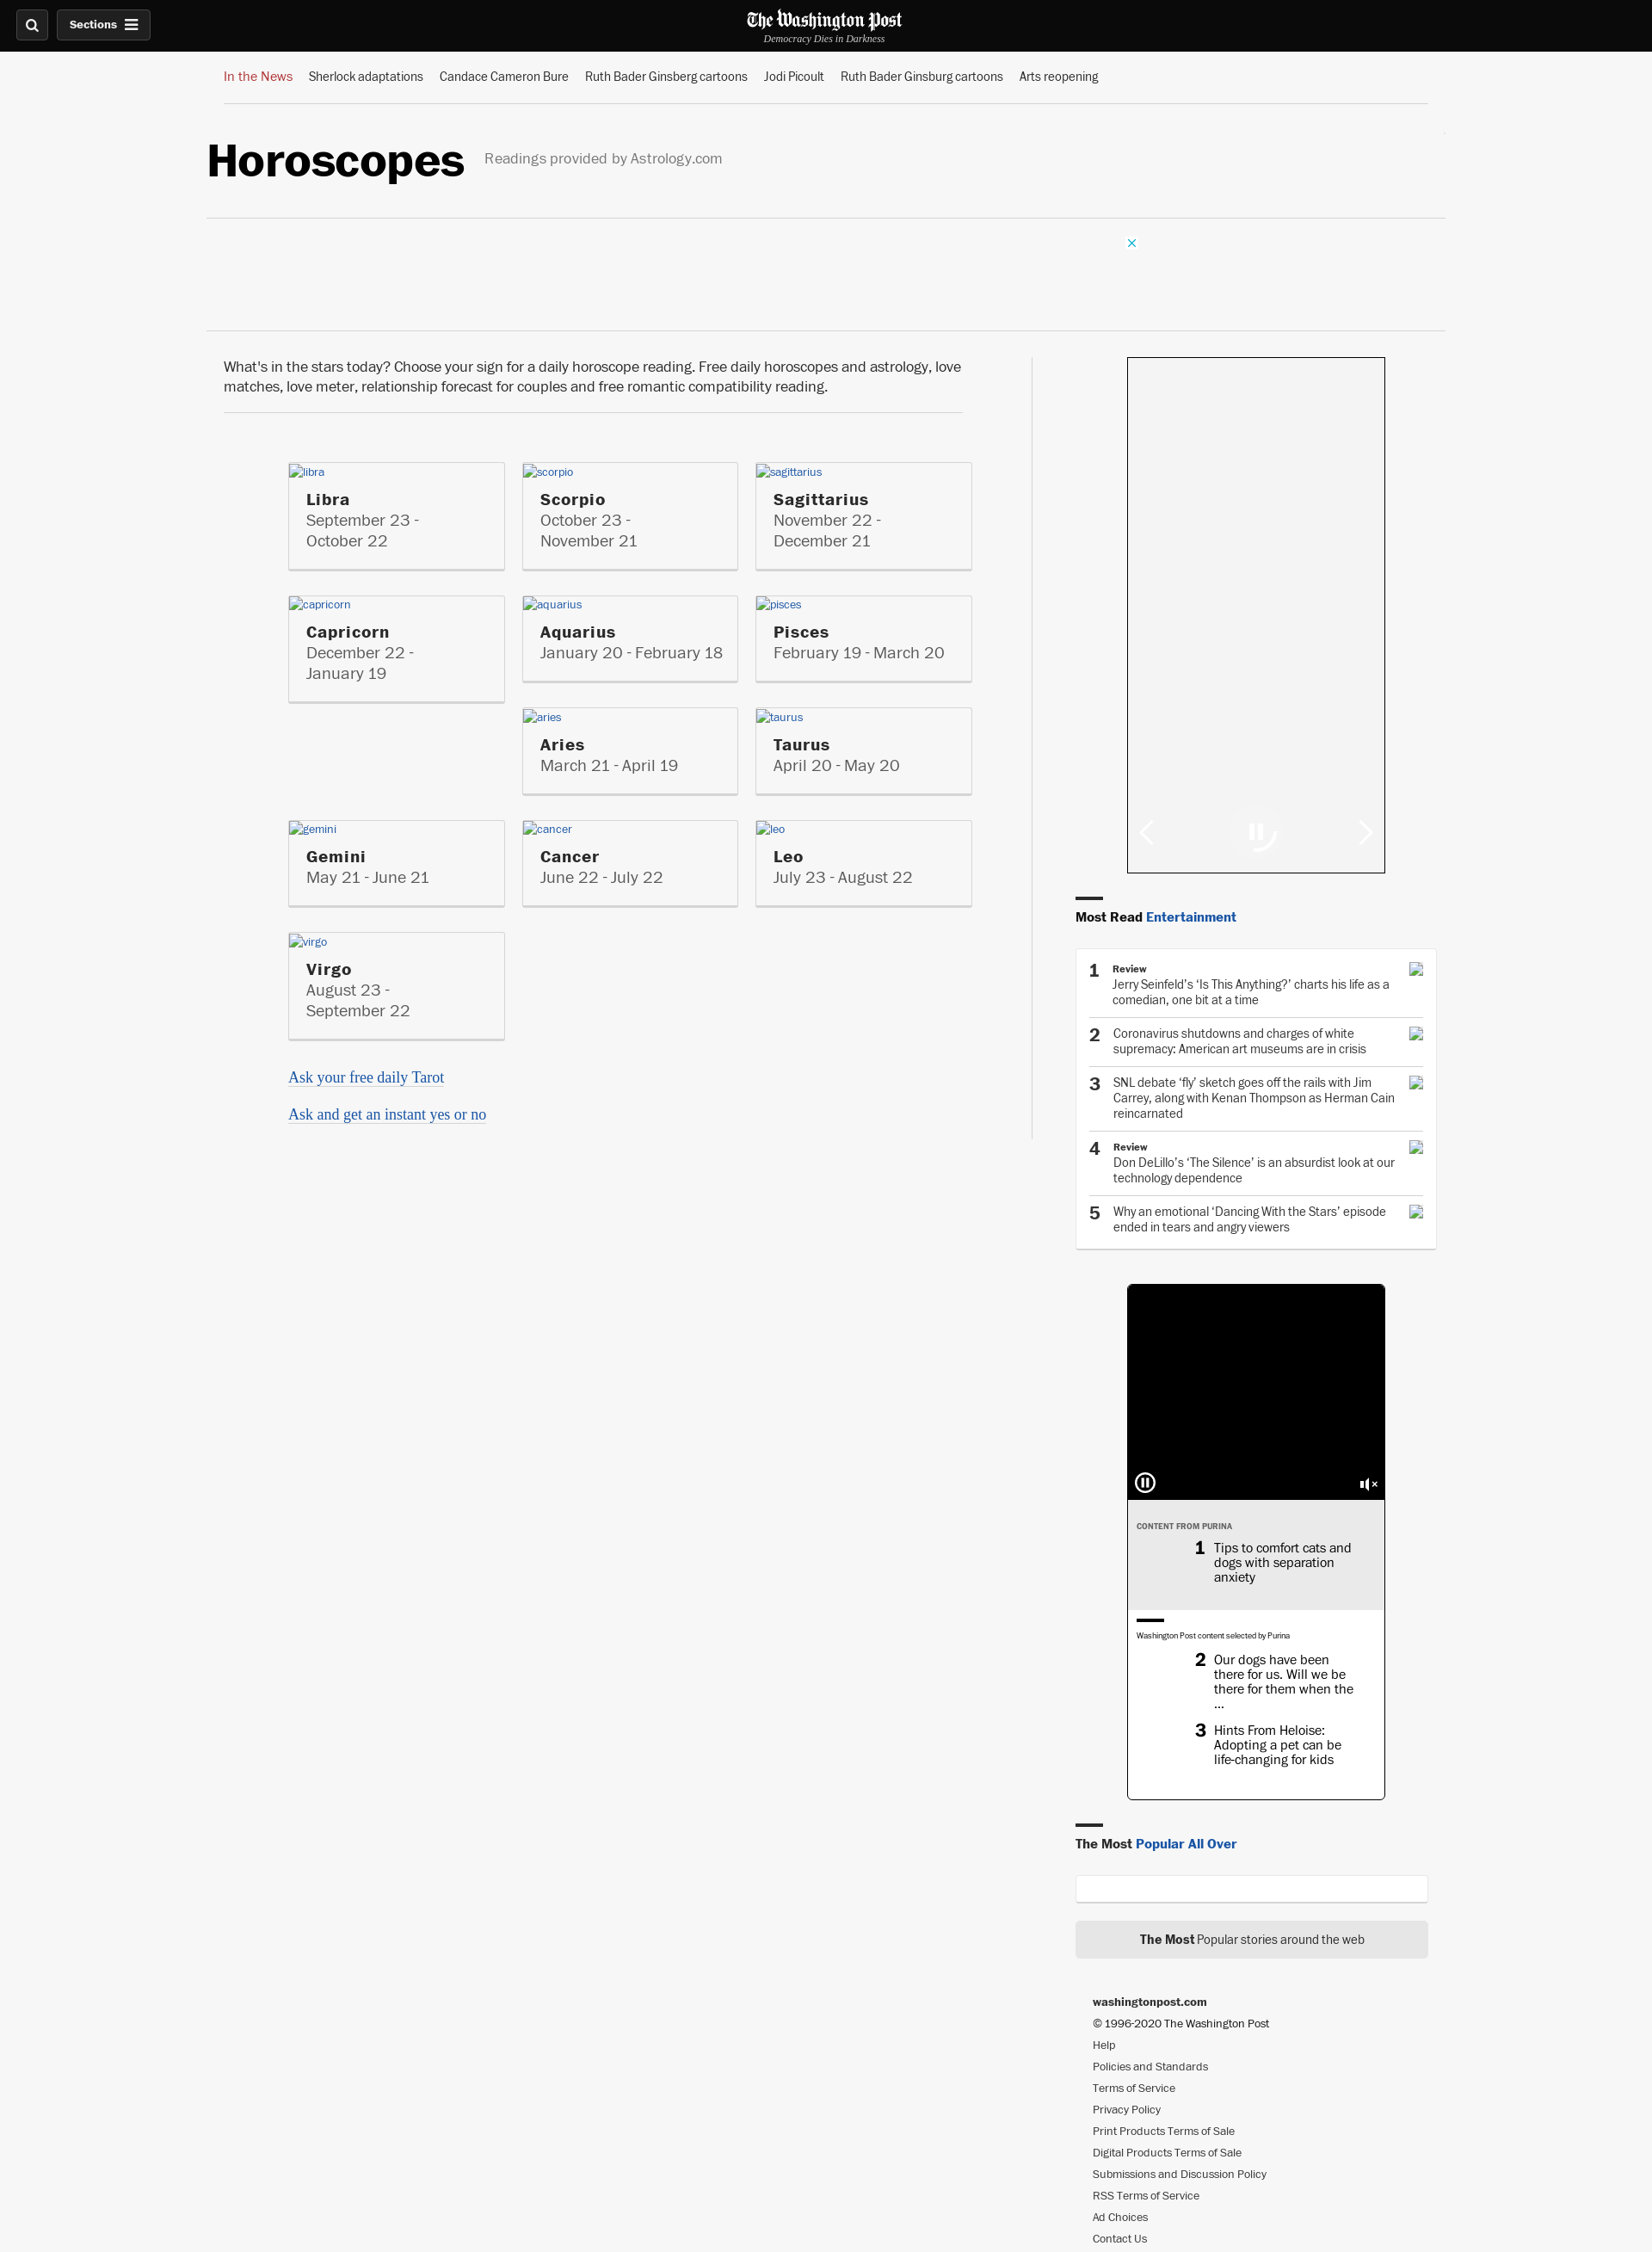 Sections
The Washington Post
Democracy Dies in Darkness
In the News Sherlock adaptations Candace Cameron Bure Ruth Bader Ginsberg cartoons Jodi Picoult Ruth Bader Ginsburg cartoons Arts reopening
Horoscopes Readings provided by Astrology.com
What's in the stars today? Choose your sign for a daily horoscope reading. Free daily horoscopes and astrology, love
matches, love meter, relationship forecast for couples and free romantic compatibility reading.
libra
Libra
September 23 -
October 22
scorpio
Scorpio
October 23 -
November 21
sagittarius
Sagittarius
November 22 -
December 21
capricorn
Capricorn
December 22 -
January 19
aquarius
Aquarius
January 20 - February 18
pisces
Pisces
February 19 - March 20
aries
Aries
March 21 - April 19
taurus
Taurus
April 20 - May 20
gemini
Gemini
May 21 - June 21
cancer
Cancer
June 22 - July 22
leo
Leo
July 23 - August 22
virgo
Virgo
August 23 -
September 22
Ask your free daily Tarot
Ask and get an instant yes or no
Most Read Entertainment
1 Review
Jerry Seinfeld’s ‘Is This Anything?’ charts his life as a
comedian, one bit at a time
2 Coronavirus shutdowns and charges of white
supremacy: American art museums are in crisis
3 SNL debate ‘fly’ sketch goes off the rails with Jim
Carrey, along with Kenan Thompson as Herman Cain
reincarnated
4 Review
Don DeLillo’s ‘The Silence’ is an absurdist look at our
technology dependence
5 Why an emotional ‘Dancing With the Stars’ episode
ended in tears and angry viewers
CONTENT FROM PURINA
1 Tips to comfort cats and
dogs with separation
anxiety
Washington Post content selected by Purina
2 Our dogs have been
there for us. Will we be
there for them when the
...
3 Hints From Heloise:
Adopting a pet can be
life-changing for kids
The Most Popular All Over
The Most Popular stories around the web
washingtonpost.com
© 1996-2020 The Washington Post
Help
Policies and Standards
Terms of Service
Privacy Policy
Print Products Terms of Sale
Digital Products Terms of Sale
Submissions and Discussion Policy
RSS Terms of Service
Ad Choices
Contact Us